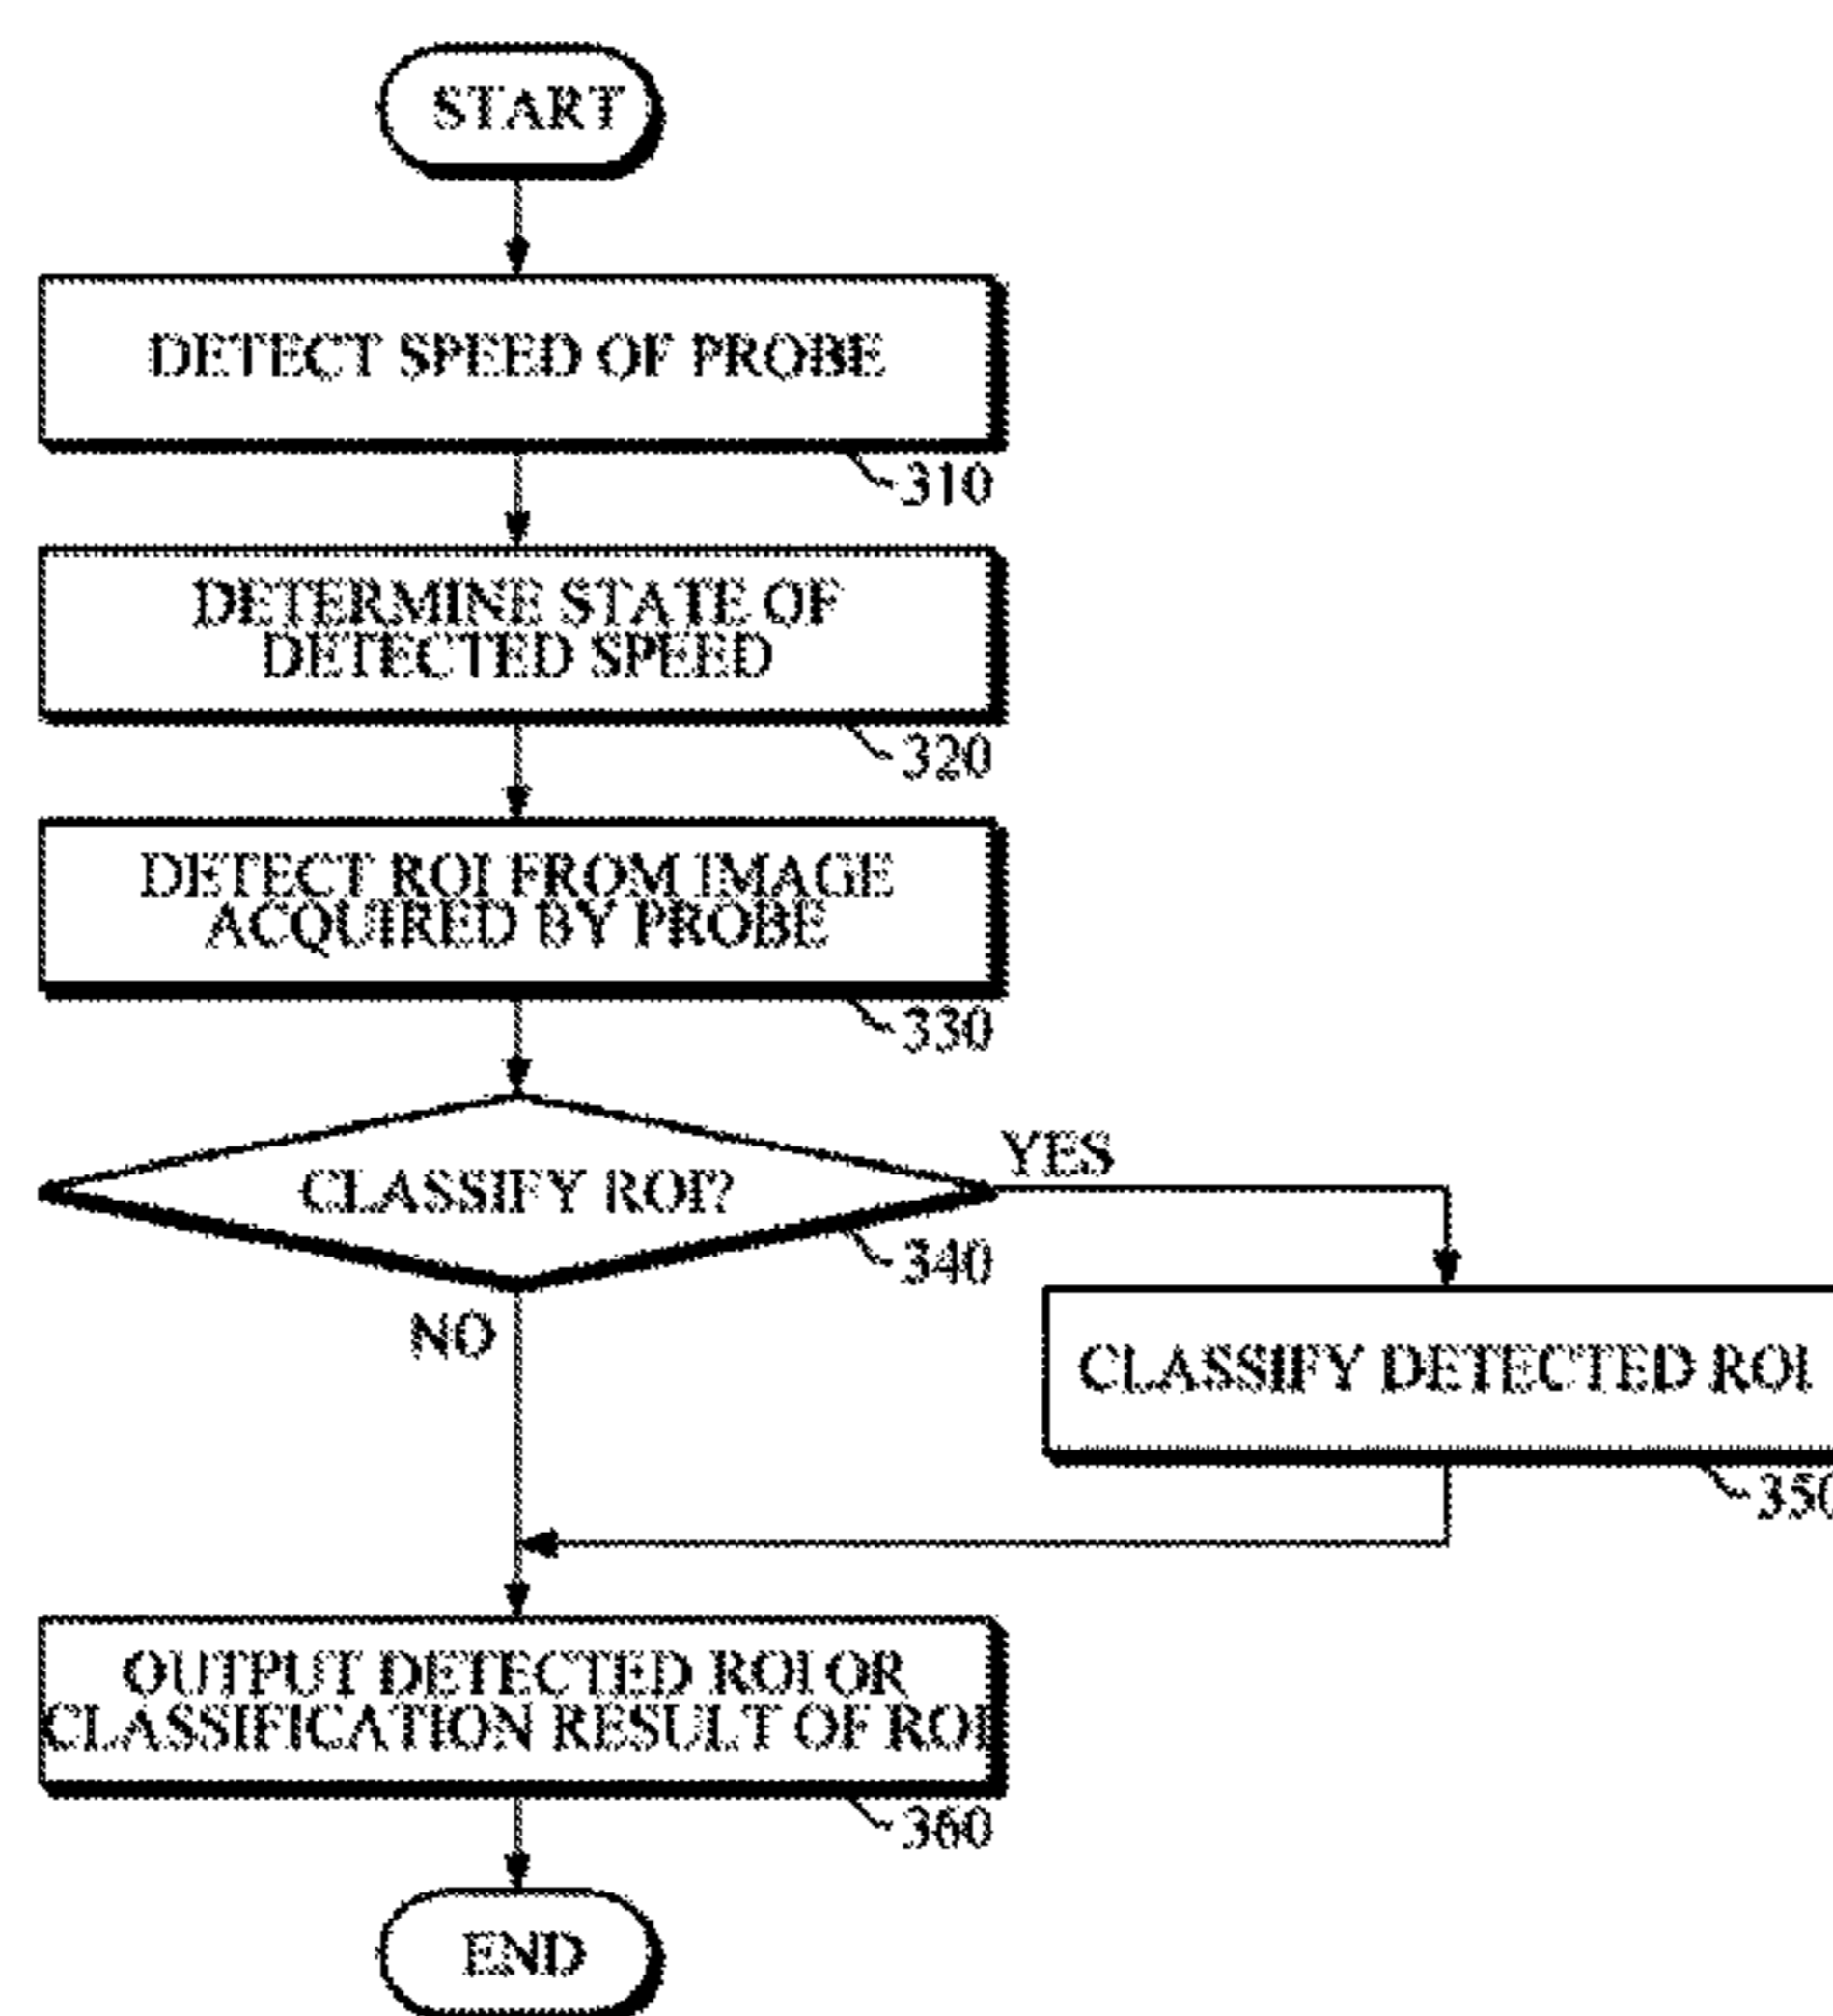 START
DETECT SPEED OF PROBE
310
DETERMINE STATE OF
DETECTED SPEED
320
DETECT ROI FROM IMAGE
ACQUIRED BY PROBE
330
CLASSIFY ROI?
YES
340
NO
CLASSIFY DETECTED ROI
350
OUTPUT DETECTED ROI OR
CLASSIFICATION RESULT OF ROI
360
END